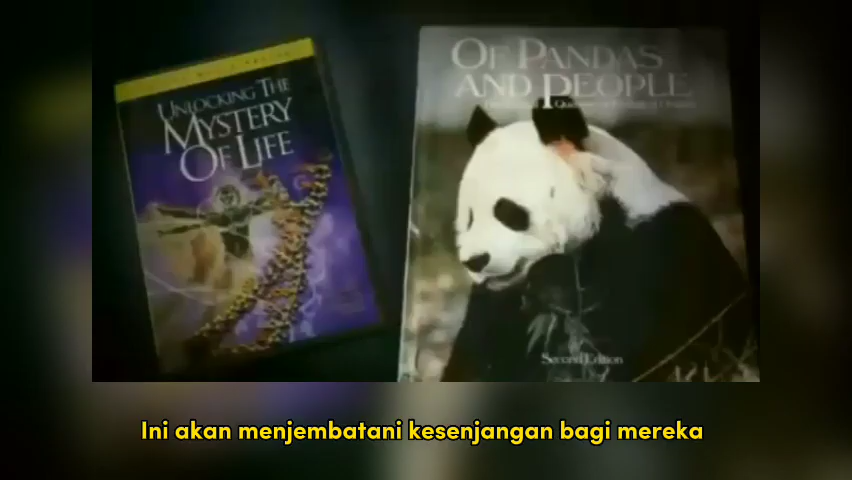 UNLOCKING THE
MYSTERY
OF LIFE
OF PANDAS
AND PEOPLE
Second Edition
Ini akan menjembatani kesenjangan bagi mereka